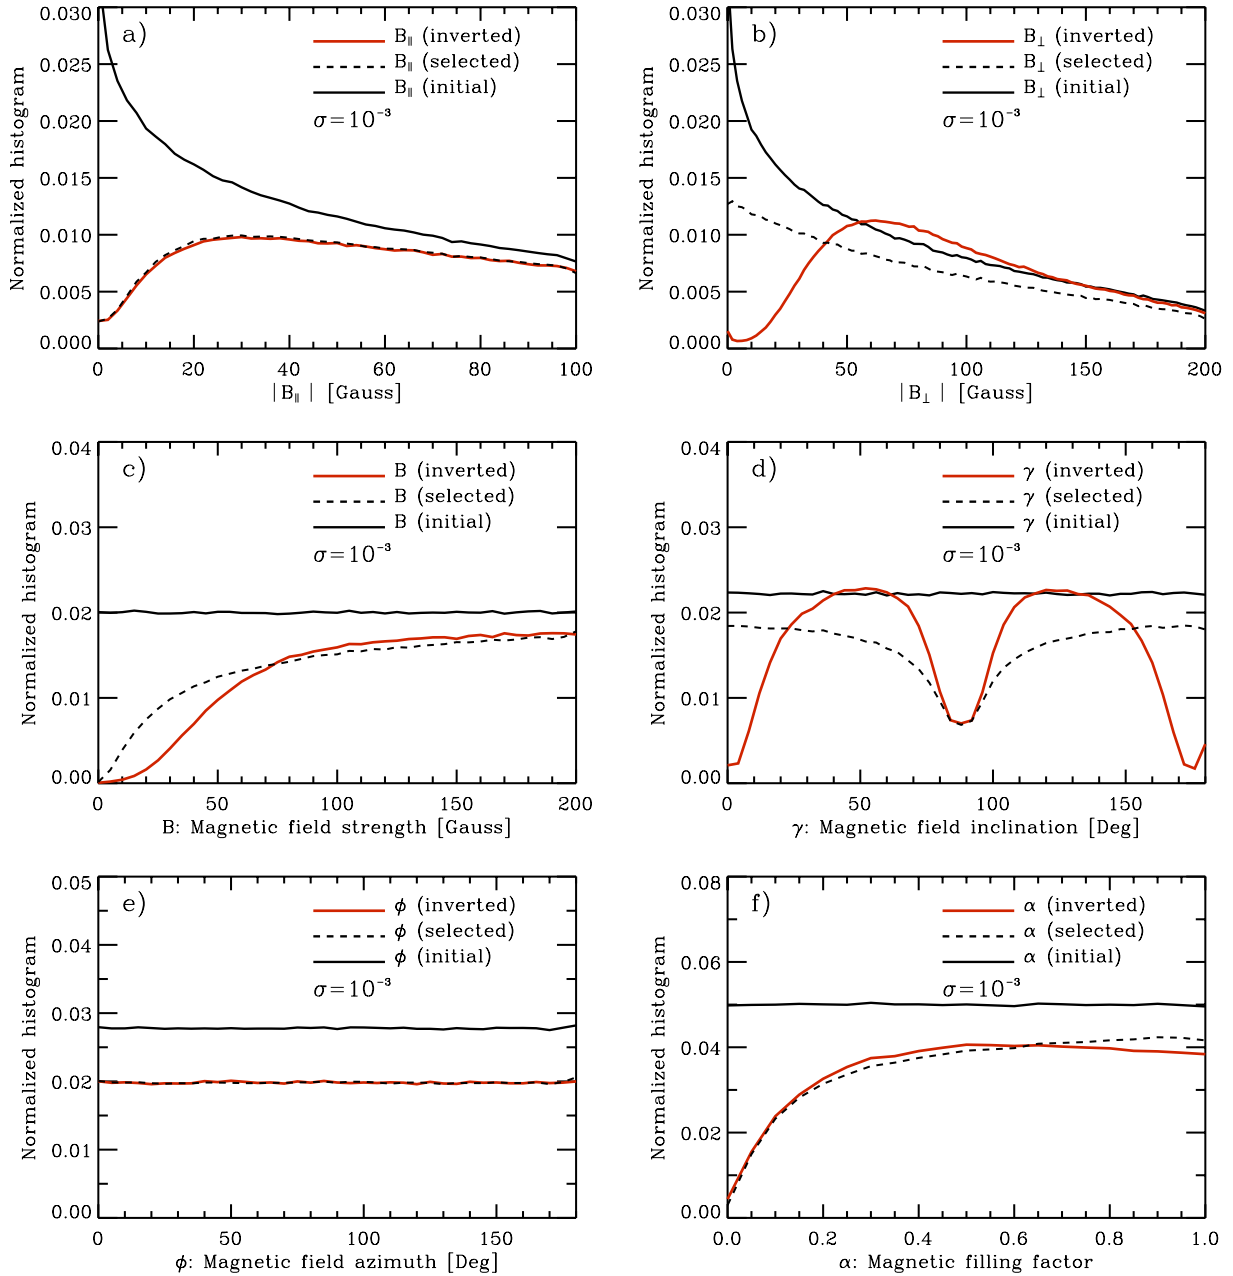 a)
B∥ (inverted)
B∥ (selected)
B∥ (initial)
σ=10⁻³
Normalized histogram
0.030
0.025
0.020
0.015
0.010
0.005
0.000
0 20 40 60 80 100
|B∥| [Gauss]
b)
B⊥ (inverted)
B⊥ (selected)
B⊥ (initial)
σ=10⁻³
Normalized histogram
0.030
0.025
0.020
0.015
0.010
0.005
0.000
0 50 100 150 200
|B⊥| [Gauss]
c)
B (inverted)
B (selected)
B (initial)
σ=10⁻³
Normalized histogram
0.04
0.03
0.02
0.01
0.00
0 50 100 150 200
B: Magnetic field strength [Gauss]
d)
γ (inverted)
γ (selected)
γ (initial)
σ=10⁻³
Normalized histogram
0.04
0.03
0.02
0.01
0.00
0 50 100 150
γ: Magnetic field inclination [Deg]
e)
ϕ (inverted)
ϕ (selected)
ϕ (initial)
σ=10⁻³
Normalized histogram
0.05
0.04
0.03
0.02
0.01
0.00
0 50 100 150
ϕ: Magnetic field azimuth [Deg]
f)
α (inverted)
α (selected)
α (initial)
σ=10⁻³
Normalized histogram
0.08
0.06
0.04
0.02
0.00
0.0 0.2 0.4 0.6 0.8 1.0
α: Magnetic filling factor